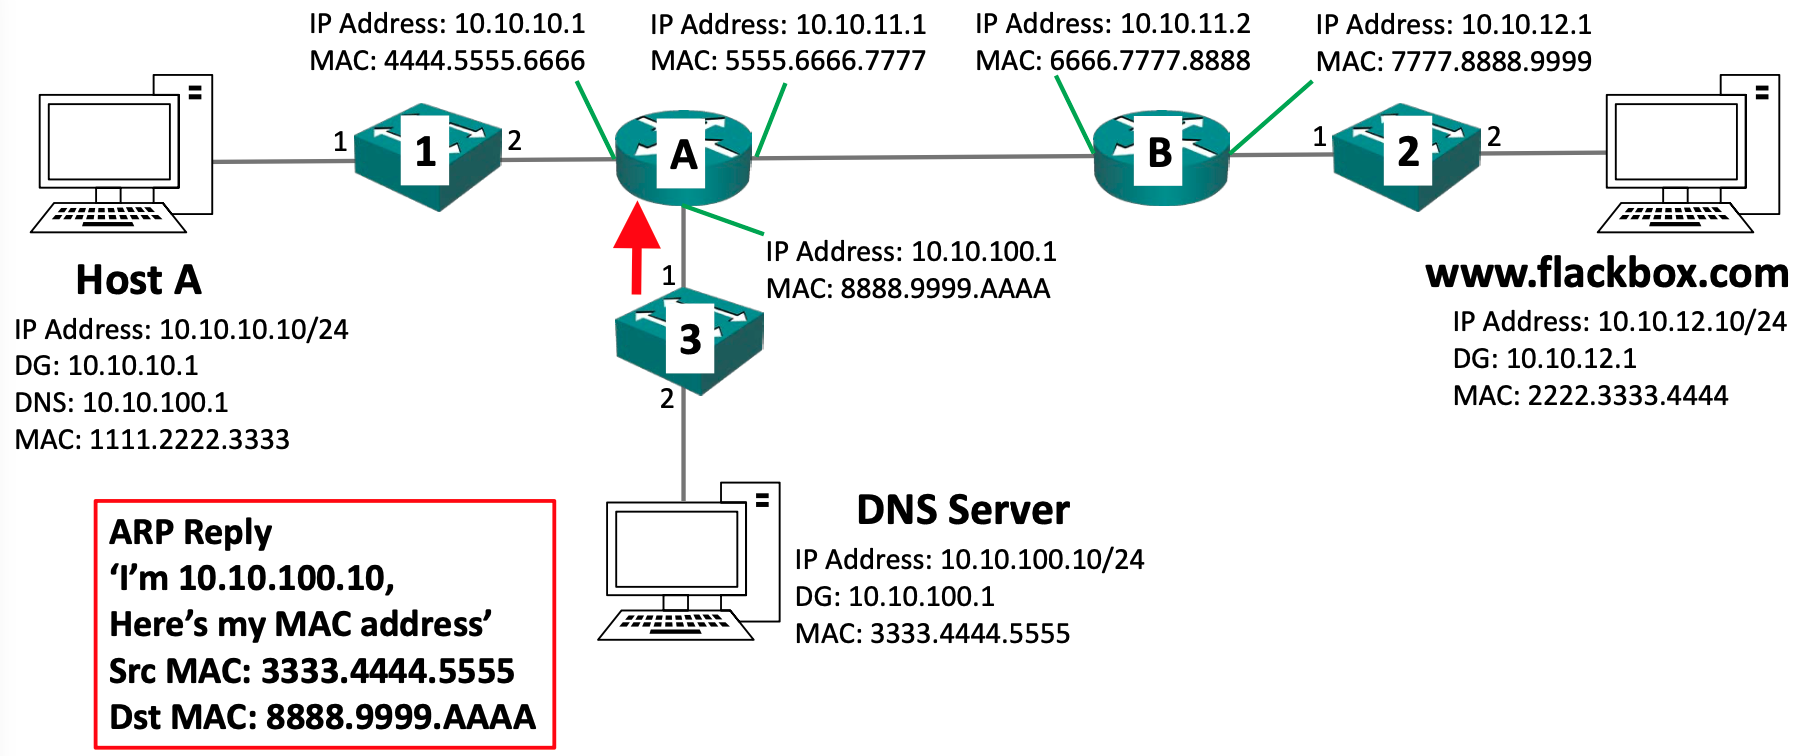 IP Address: 10.10.10.1
MAC: 4444.5555.6666
IP Address: 10.10.11.1
MAC: 5555.6666.7777
IP Address: 10.10.11.2
MAC: 6666.7777.8888
IP Address: 10.10.12.1
MAC: 7777.8888.9999
1
1
2
A
B
1
2
2
Host A
IP Address: 10.10.10.10/24
DG: 10.10.10.1
DNS: 10.10.100.1
MAC: 1111.2222.3333
IP Address: 10.10.100.1
MAC: 8888.9999.AAAA
www.flackbox.com
IP Address: 10.10.12.10/24
DG: 10.10.12.1
MAC: 2222.3333.4444
1
3
2
DNS Server
IP Address: 10.10.100.10/24
DG: 10.10.100.1
MAC: 3333.4444.5555
ARP Reply
‘I’m 10.10.100.10,
Here’s my MAC address’
Src MAC: 3333.4444.5555
Dst MAC: 8888.9999.AAAA